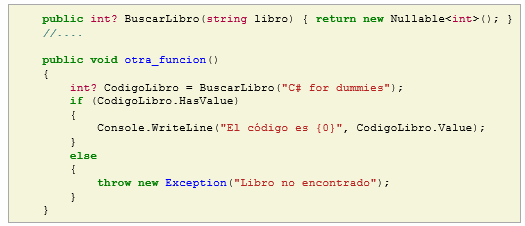 public int? BuscarLibro(string libro) { return new Nullable<int>(); }
//....
public void otra_funcion()
{
int? CodigoLibro = BuscarLibro("C# for dummies");
if (CodigoLibro.HasValue)
{
Console.WriteLine("El código es {0}", CodigoLibro.Value);
}
else
{
throw new Exception("Libro no encontrado");
}
}